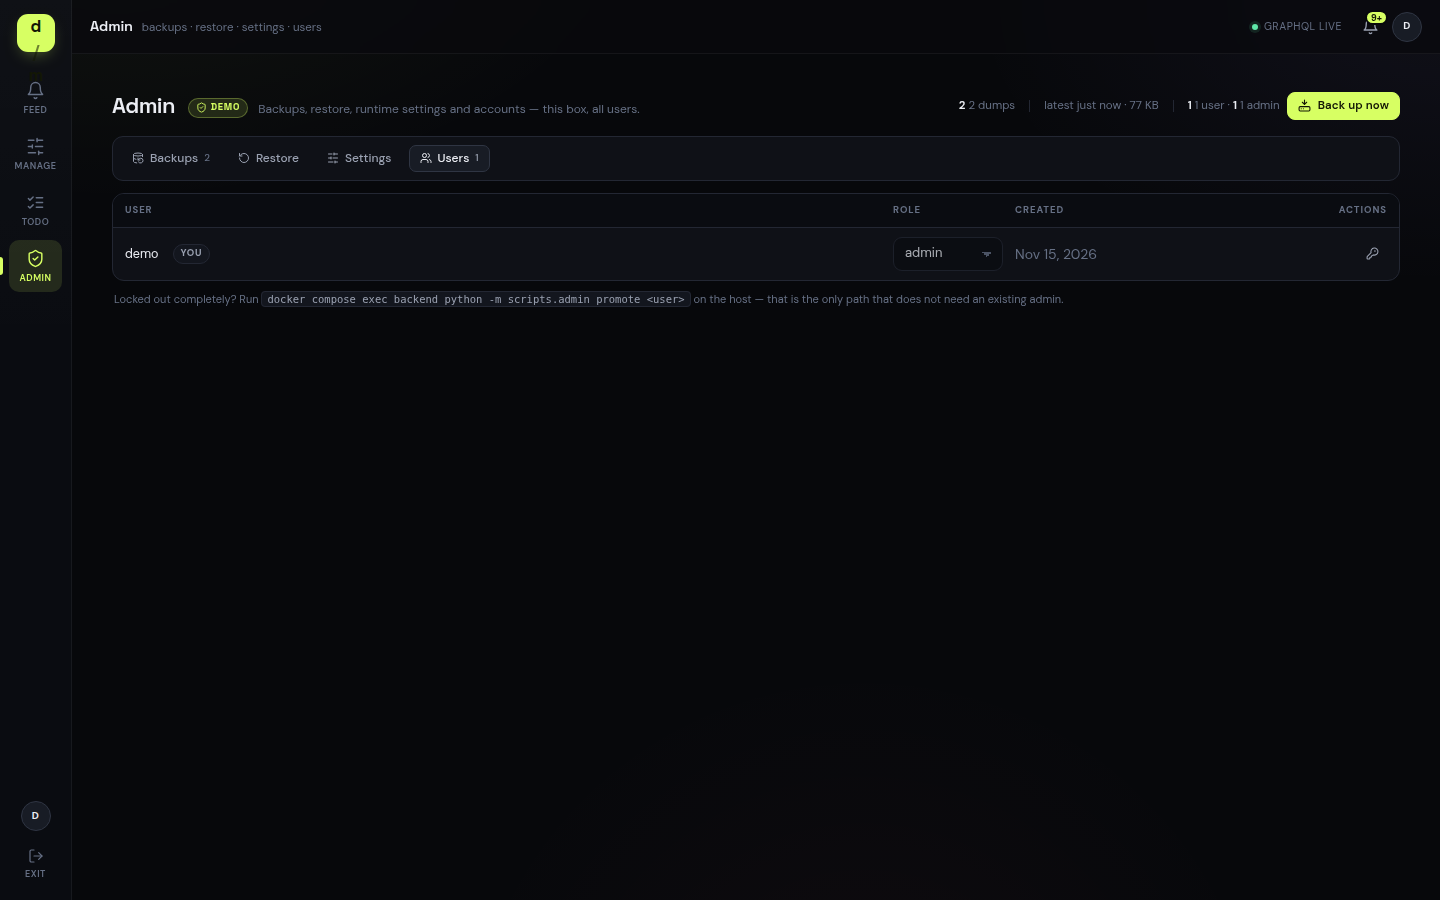 d
/
FEED
MANAGE
TODO
ADMIN
D
EXIT
Admin backups · restore · settings · users
GRAPHQL LIVE 9+ D
Admin DEMO Backups, restore, runtime settings and accounts — this box, all users.
2 2 dumps latest just now · 77 KB 1 1 user · 1 1 admin Back up now
Backups 2 Restore Settings Users 1
USER ROLE CREATED ACTIONS
demo YOU admin Nov 15, 2026
Locked out completely? Run docker compose exec backend python -m scripts.admin promote <user> on the host — that is the only path that does not need an existing admin.